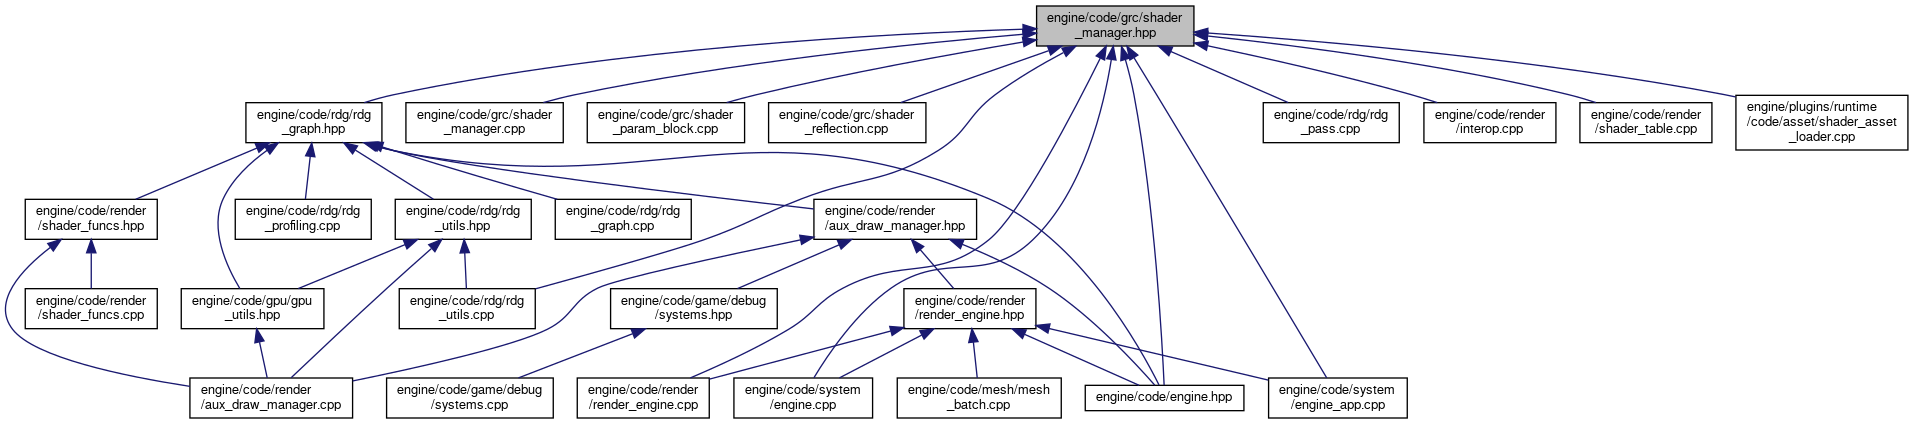 engine/code/grc/shader
_manager.hpp
engine/code/rdg/rdg
_graph.hpp
engine/code/grc/shader
_manager.cpp
engine/code/grc/shader
_param_block.cpp
engine/code/grc/shader
_reflection.cpp
engine/code/rdg/rdg
_pass.cpp
engine/code/render
/interop.cpp
engine/code/render
/shader_table.cpp
engine/plugins/runtime
/code/asset/shader_asset
_loader.cpp
engine/code/render
/shader_funcs.hpp
engine/code/rdg/rdg
_profiling.cpp
engine/code/rdg/rdg
_utils.hpp
engine/code/rdg/rdg
_graph.cpp
engine/code/render
/aux_draw_manager.hpp
engine/code/render
/shader_funcs.cpp
engine/code/gpu/gpu
_utils.hpp
engine/code/rdg/rdg
_utils.cpp
engine/code/game/debug
/systems.hpp
engine/code/render
/render_engine.hpp
engine/code/render
/aux_draw_manager.cpp
engine/code/game/debug
/systems.cpp
engine/code/render
/render_engine.cpp
engine/code/system
/engine.cpp
engine/code/mesh/mesh
_batch.cpp
engine/code/engine.hpp
engine/code/system
/engine_app.cpp